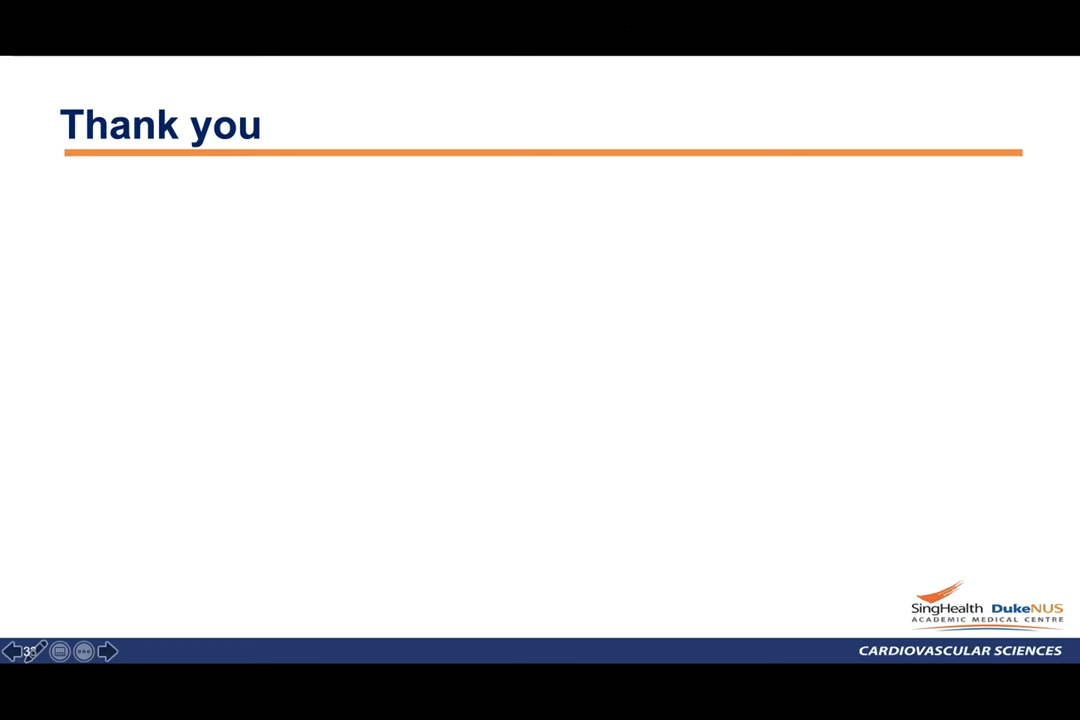 Thank you
SingHealth DukeNUS
ACADEMIC MEDICAL CENTRE
CARDIOVASCULAR SCIENCES